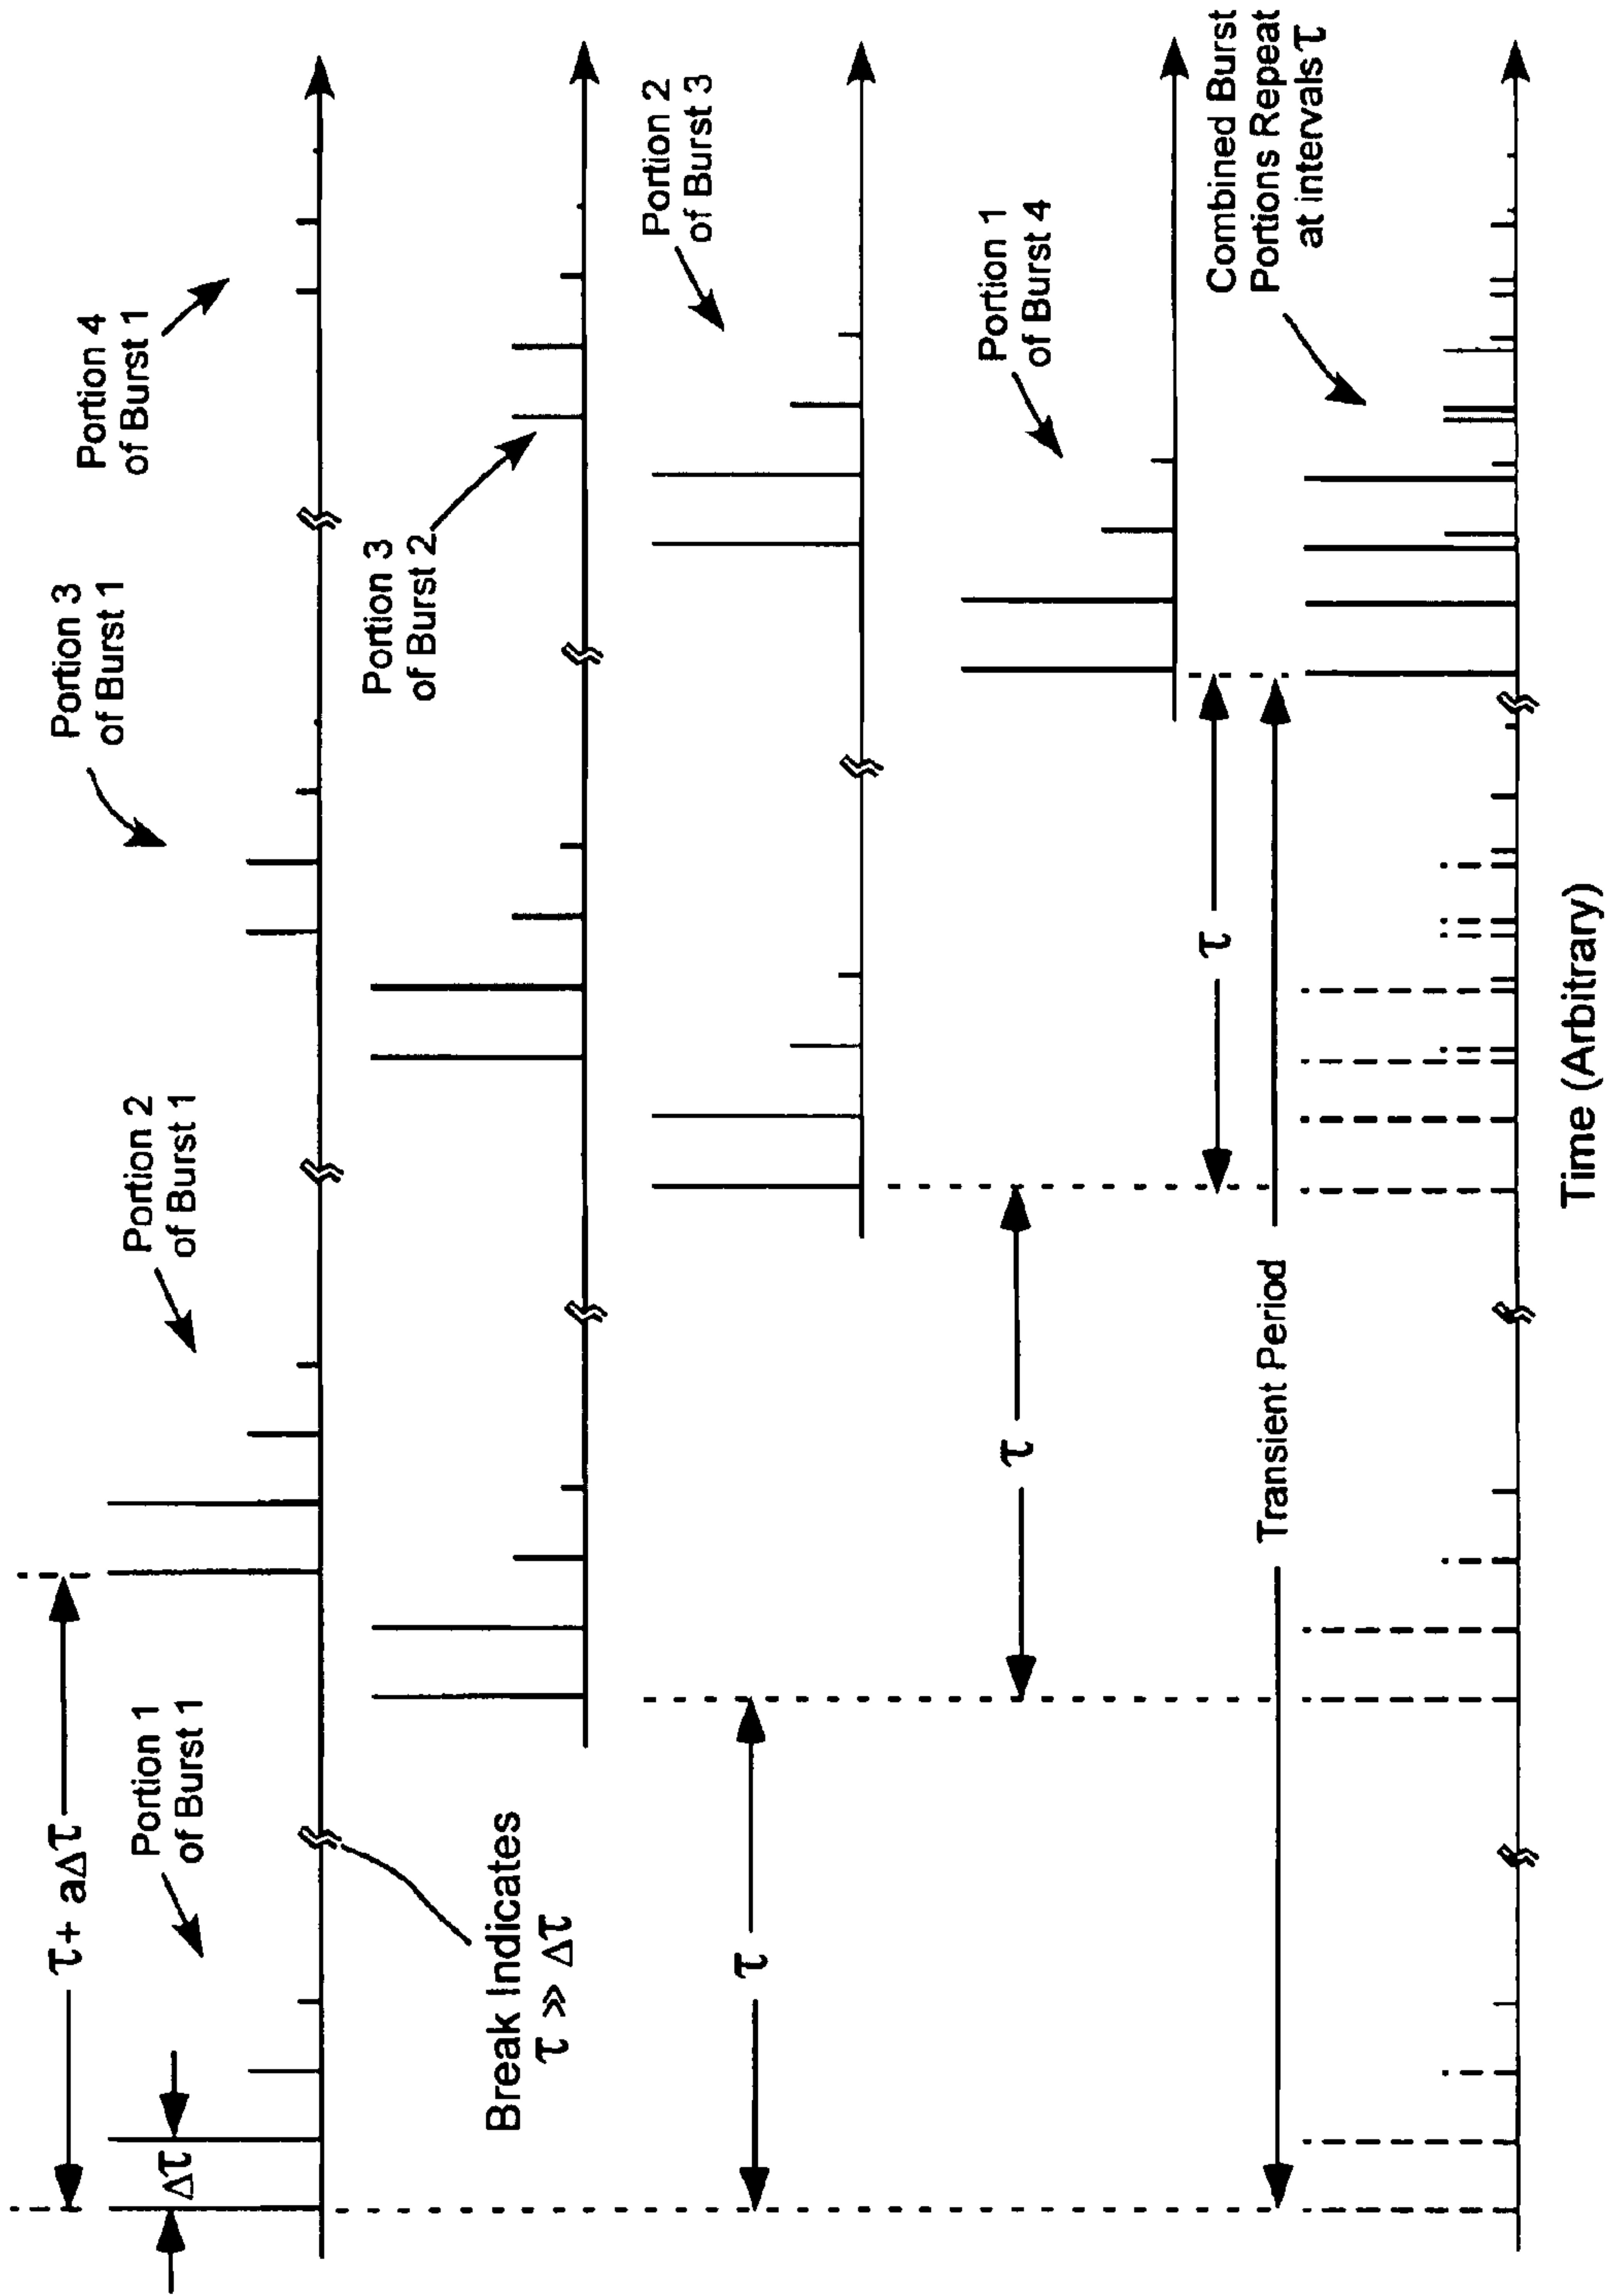 τ+ aΔτ
Δτ
Portion 1
of Burst 1
Portion 2
of Burst 1
Portion 3
of Burst 1
Portion 4
of Burst 1
Break Indicates
τ ≫ Δτ
Portion 3
of Burst 2
τ
Portion 2
of Burst 3
τ
Portion 1
of Burst 4
τ
Transient Period
Combined Burst
Portions Repeat
at intervals τ
Time (Arbitrary)